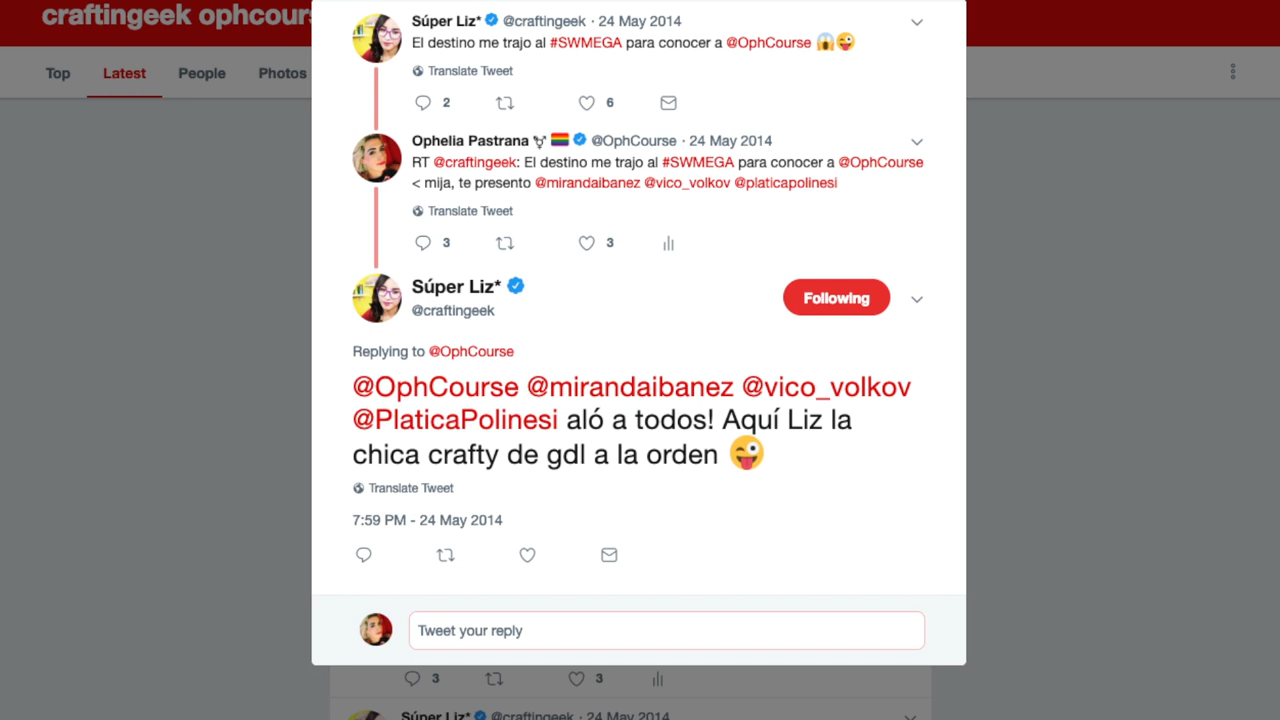 craftingeek ophcours
Top Latest People Photos
Súper Liz* @craftingeek · 24 May 2014
El destino me trajo al #SWMEGA para conocer a @OphCourse 😱😜
Translate Tweet
2 6
Ophelia Pastrana ⚧ 🏳️‍🌈 @OphCourse · 24 May 2014
RT @craftingeek: El destino me trajo al #SWMEGA para conocer a @OphCourse
< mija, te presento @mirandaibanez @vico_volkov @platicapolinesi
Translate Tweet
3 3
Súper Liz*
@craftingeek
Following
Replying to @OphCourse
@OphCourse @mirandaibanez @vico_volkov
@PlaticaPolinesi aló a todos! Aquí Liz la
chica crafty de gdl a la orden 😜
Translate Tweet
7:59 PM - 24 May 2014
Tweet your reply
3 3
Súper Liz* @craftingeek · 24 May 2014